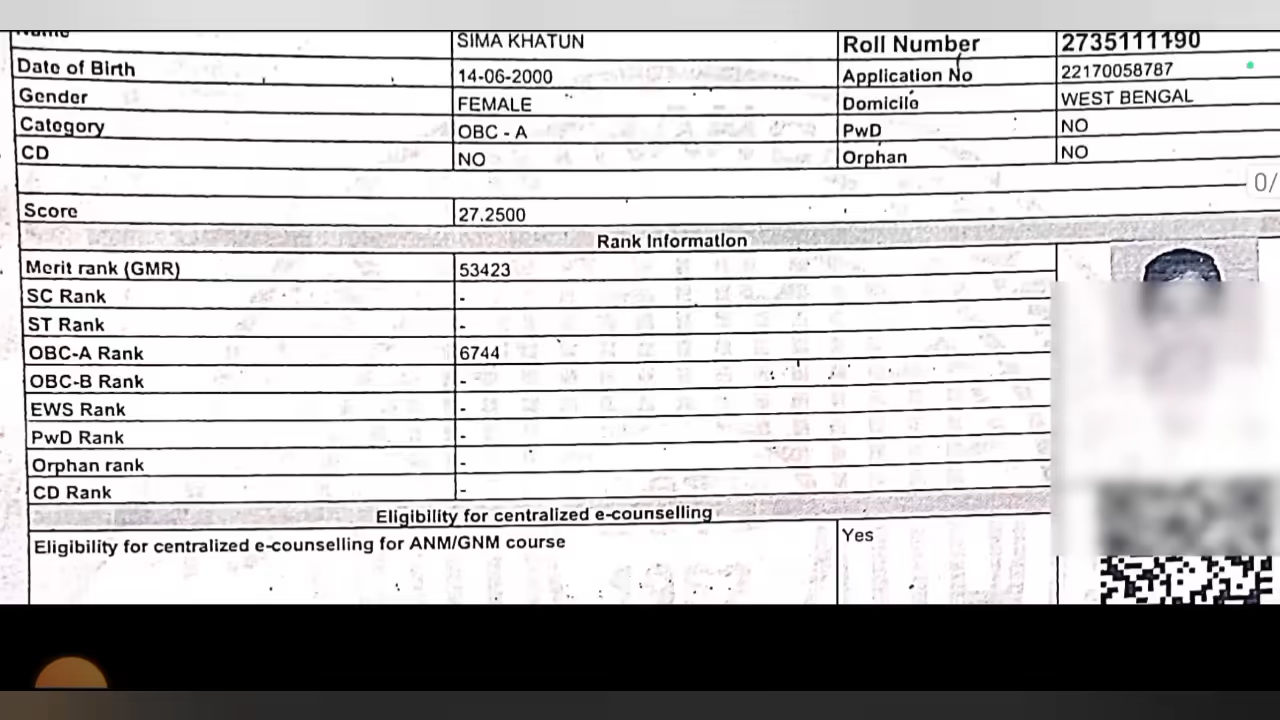 Name SIMA KHATUN Roll Number 2735111190
Date of Birth 14-06-2000 Application No 22170058787
Gender FEMALE Domicile WEST BENGAL
Category OBC - A PwD NO
CD NO Orphan NO
0/
Score 27.2500
Rank Information
Merit rank (GMR) 53423
SC Rank -
ST Rank -
OBC-A Rank 6744
OBC-B Rank -
EWS Rank -
PwD Rank -
Orphan rank -
CD Rank -
Eligibility for centralized e-counselling
Eligibility for centralized e-counselling for ANM/GNM course Yes